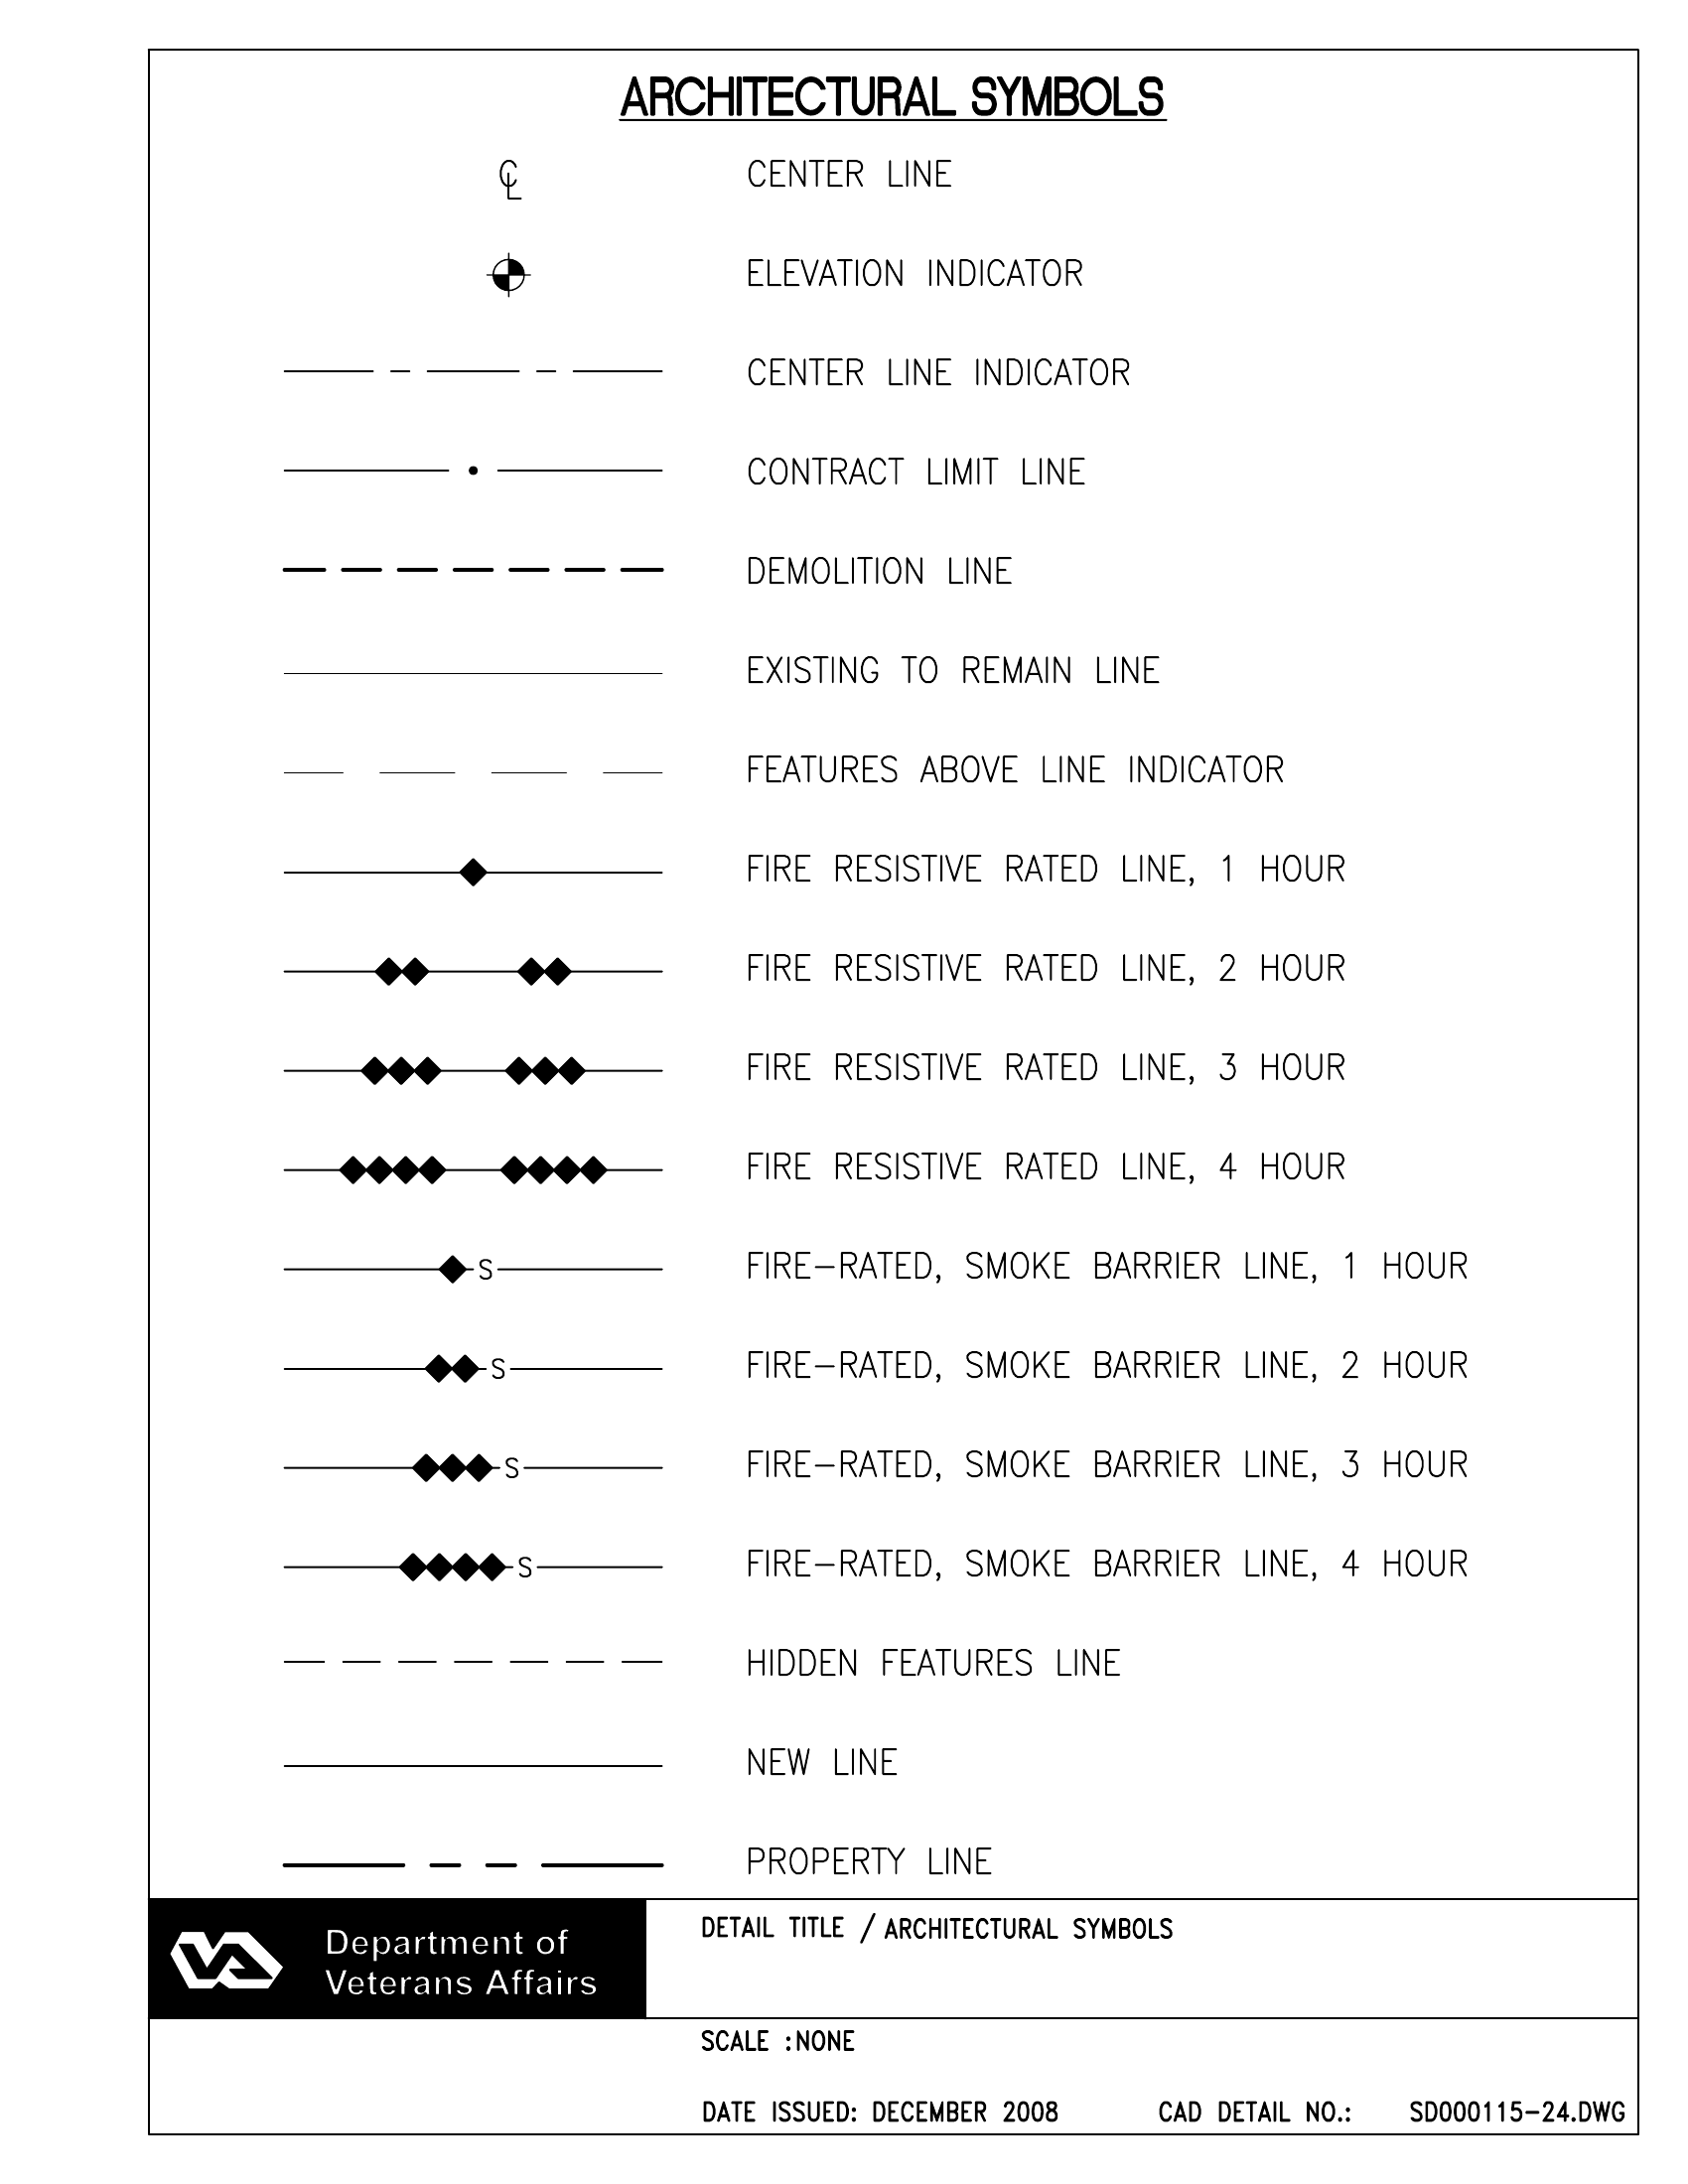 ARCHITECTURAL SYMBOLS
CL CENTER LINE
ELEVATION INDICATOR
CENTER LINE INDICATOR
CONTRACT LIMIT LINE
DEMOLITION LINE
EXISTING TO REMAIN LINE
FEATURES ABOVE LINE INDICATOR
FIRE RESISTIVE RATED LINE, 1 HOUR
FIRE RESISTIVE RATED LINE, 2 HOUR
FIRE RESISTIVE RATED LINE, 3 HOUR
FIRE RESISTIVE RATED LINE, 4 HOUR
S FIRE-RATED, SMOKE BARRIER LINE, 1 HOUR
S FIRE-RATED, SMOKE BARRIER LINE, 2 HOUR
S FIRE-RATED, SMOKE BARRIER LINE, 3 HOUR
S FIRE-RATED, SMOKE BARRIER LINE, 4 HOUR
HIDDEN FEATURES LINE
NEW LINE
PROPERTY LINE
VA Department of
Veterans Affairs
DETAIL TITLE / ARCHITECTURAL SYMBOLS
SCALE :NONE
DATE ISSUED: DECEMBER 2008 CAD DETAIL NO.: SD000115-24.DWG